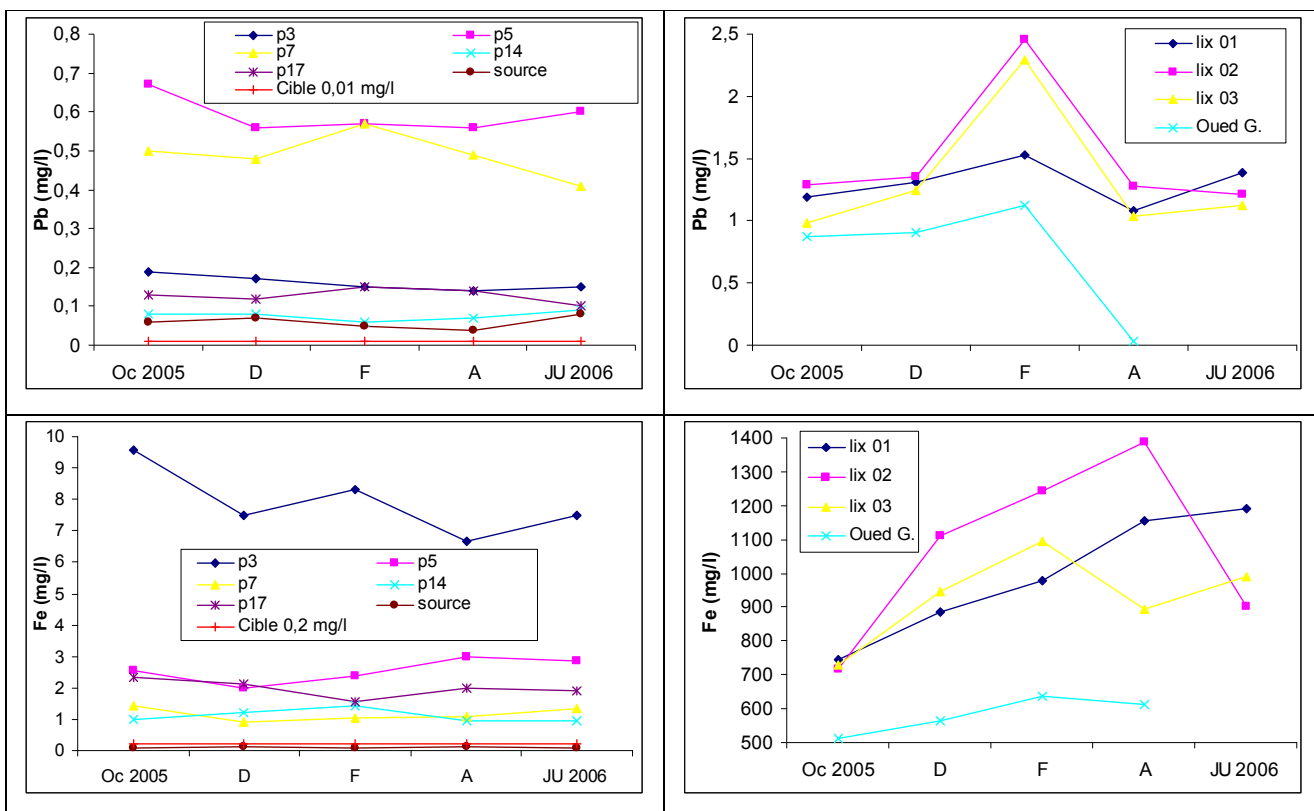 Pb (mg/l)
0,8
0,7
0,6
0,5
0,4
0,3
0,2
0,1
0
p3 p5
p7 p14
p17 source
Cible 0,01 mg/l
Oc 2005 D F A JU 2006
Pb (mg/l)
2,5
2
1,5
1
0,5
0
lix 01
lix 02
lix 03
Oued G.
Oc 2005 D F A JU 2006
Fe (mg/l)
10
9
8
7
6
5
4
3
2
1
0
p3 p5
p7 p14
p17 source
Cible 0,2 mg/l
Oc 2005 D F A JU 2006
Fe (mg/l)
1400
1300
1200
1100
1000
900
800
700
600
500
lix 01
lix 02
lix 03
Oued G.
Oc 2005 D F A JU 2006